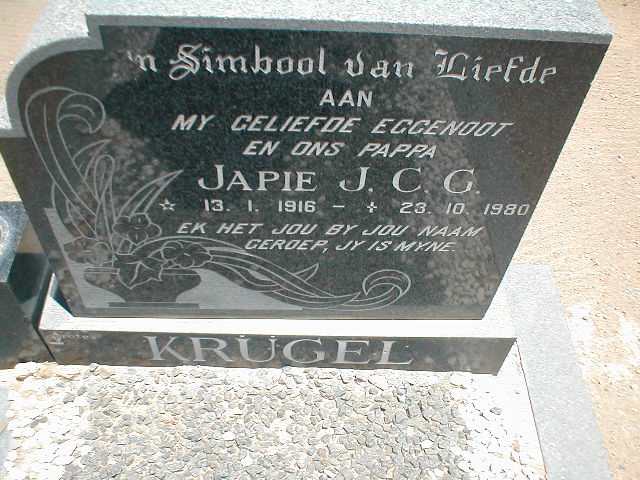 'n Simbool van Liefde
AAN
MY GELIEFDE EGGENOOT
EN ONS PAPPA
JAPIE J. C. G.
☆ 13. 1. 1916 – ✝ 23. 10. 1980
EK HET JOU BY JOU NAAM
GEROEP, JY IS MYNE.
KRÜGEL